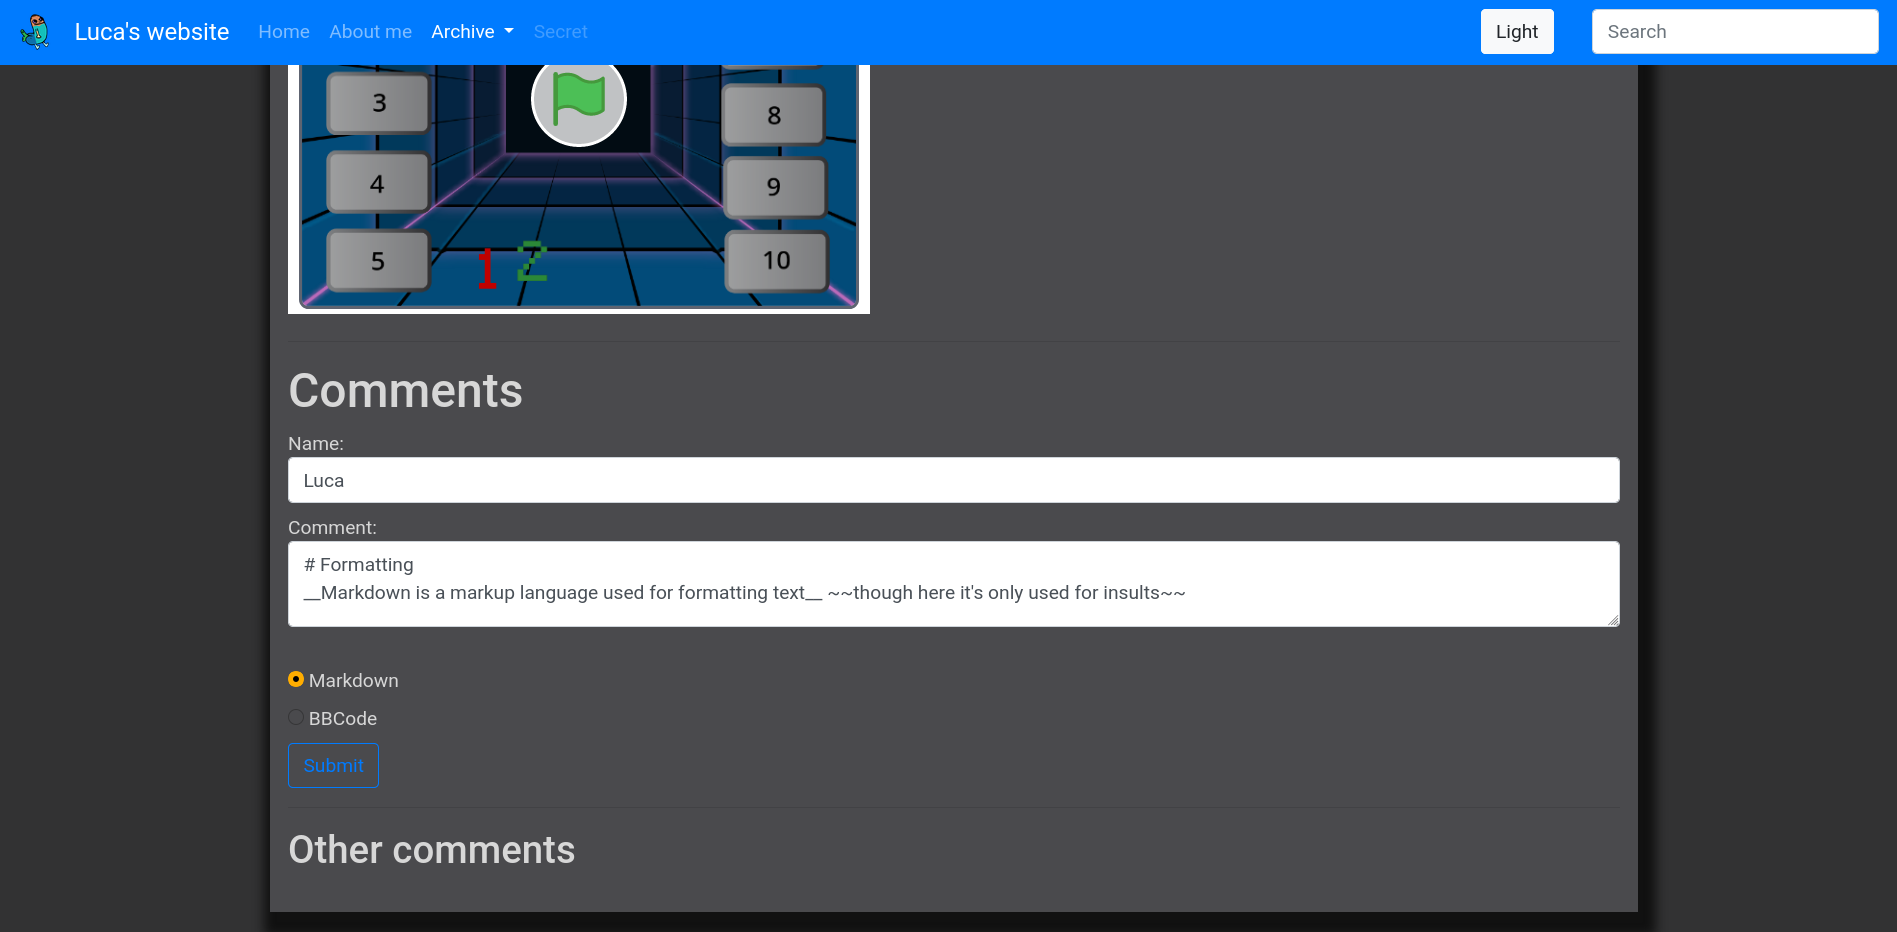 Luca's website Home About me Archive Secret Light Search
3
8
4
9
5
1 2
10
Comments
Name:
Luca
Comment:
# Formatting
__Markdown is a markup language used for formatting text__ ~~though here it's only used for insults~~
Markdown
BBCode
Submit
Other comments